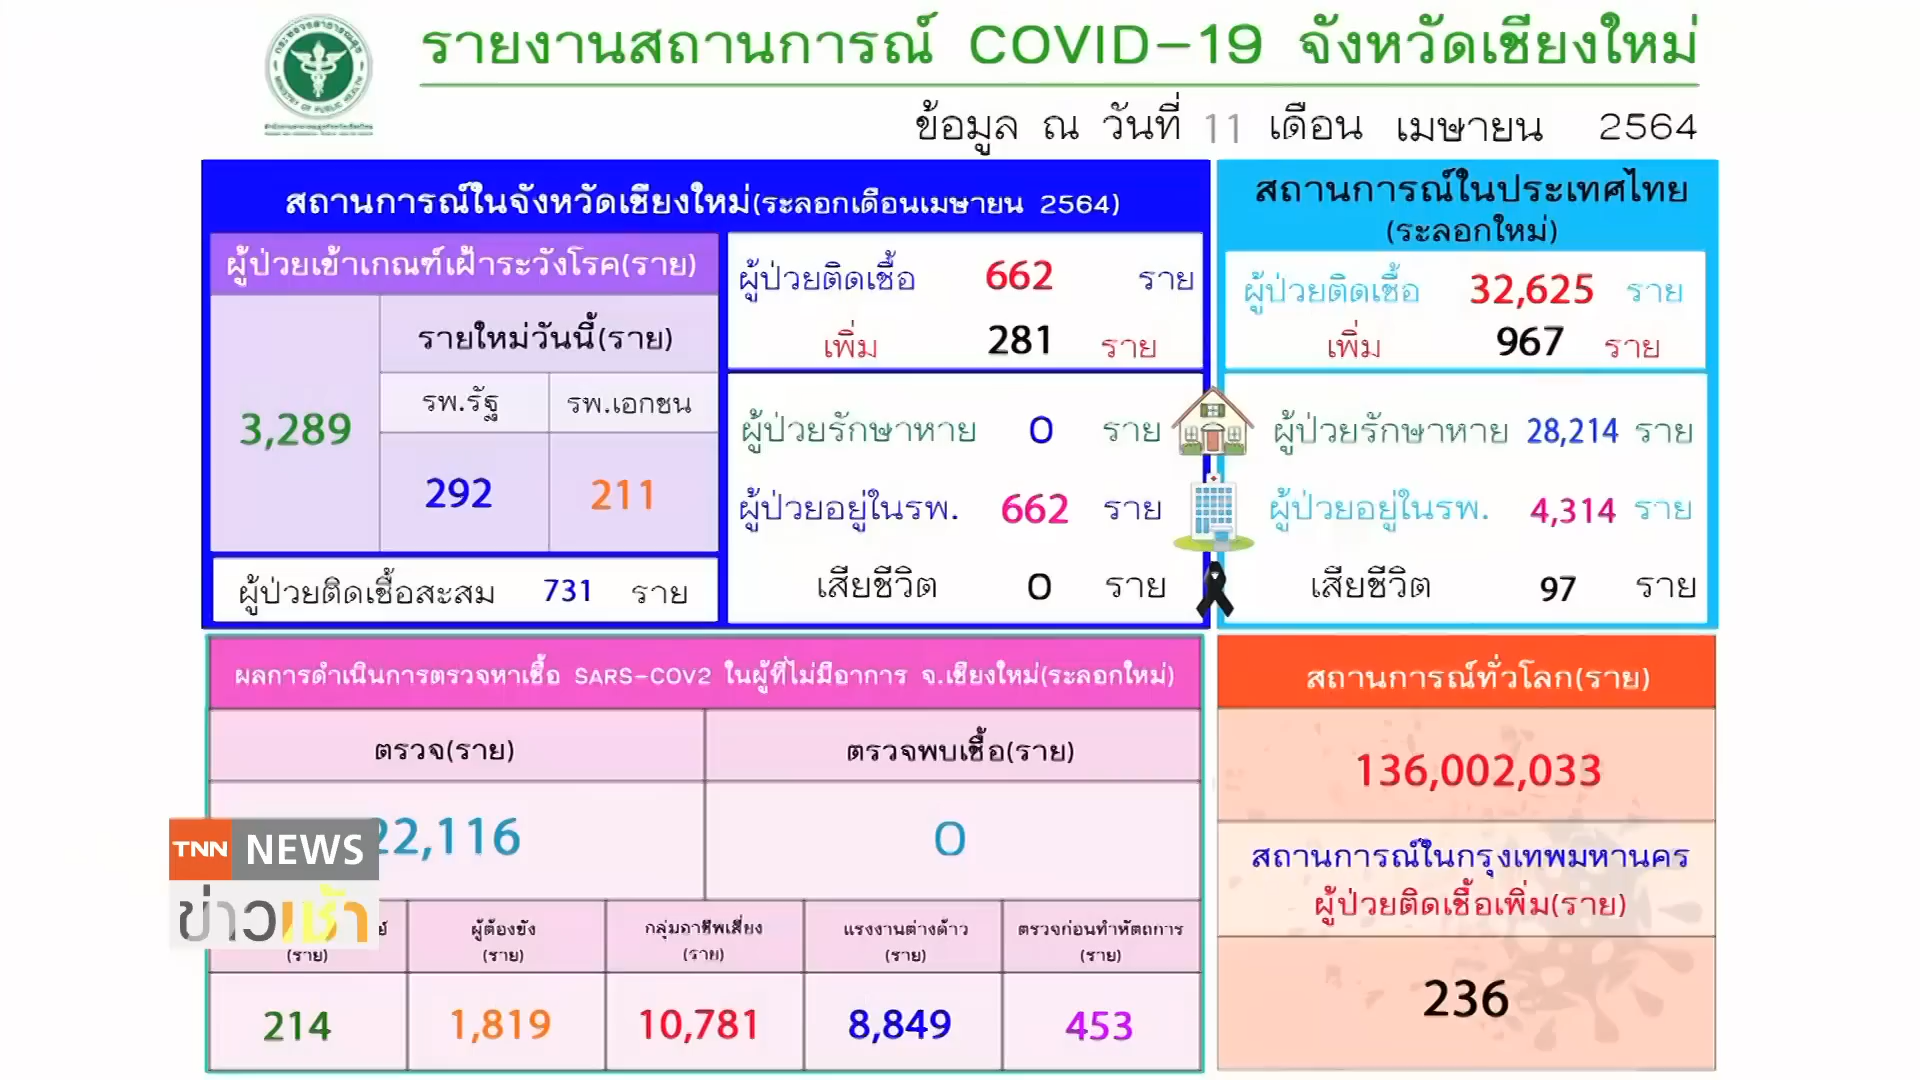 รายงานสถานการณ์ COVID-19 จังหวัดเชียงใหม่
ข้อมูล ณ วันที่ 11 เดือน เมษายน 2564
สถานการณ์ในจังหวัดเชียงใหม่(ระลอกเดือนเมษายน 2564)
ผู้ป่วยเข้าเกณฑ์เฝ้าระวังโรค(ราย)
3,289
รายใหม่วันนี้(ราย)
รพ.รัฐ รพ.เอกชน
292 211
ผู้ป่วยติดเชื้อสะสม 731 ราย
ผู้ป่วยติดเชื้อ 662 ราย
เพิ่ม 281 ราย
ผู้ป่วยรักษาหาย 0 ราย
ผู้ป่วยอยู่ในรพ. 662 ราย
เสียชีวิต 0 ราย
สถานการณ์ในประเทศไทย
(ระลอกใหม่)
ผู้ป่วยติดเชื้อ 32,625 ราย
เพิ่ม 967 ราย
ผู้ป่วยรักษาหาย 28,214 ราย
ผู้ป่วยอยู่ในรพ. 4,314 ราย
เสียชีวิต 97 ราย
ผลการดำเนินการตรวจหาเชื้อ SARS-COV2 ในผู้ที่ไม่มีอาการ จ.เชียงใหม่(ระลอกใหม่)
ตรวจ(ราย) ตรวจพบเชื้อ(ราย)
22,116 0
(ราย)
214
ผู้ต้องขัง
(ราย)
1,819
กลุ่มอาชีพเสี่ยง
(ราย)
10,781
แรงงานต่างด้าว
(ราย)
8,849
ตรวจก่อนทำหัตถการ
(ราย)
453
สถานการณ์ทั่วโลก(ราย)
136,002,033
สถานการณ์ในกรุงเทพมหานคร
ผู้ป่วยติดเชื้อเพิ่ม(ราย)
236
TNN NEWS
ข่าวเช้า